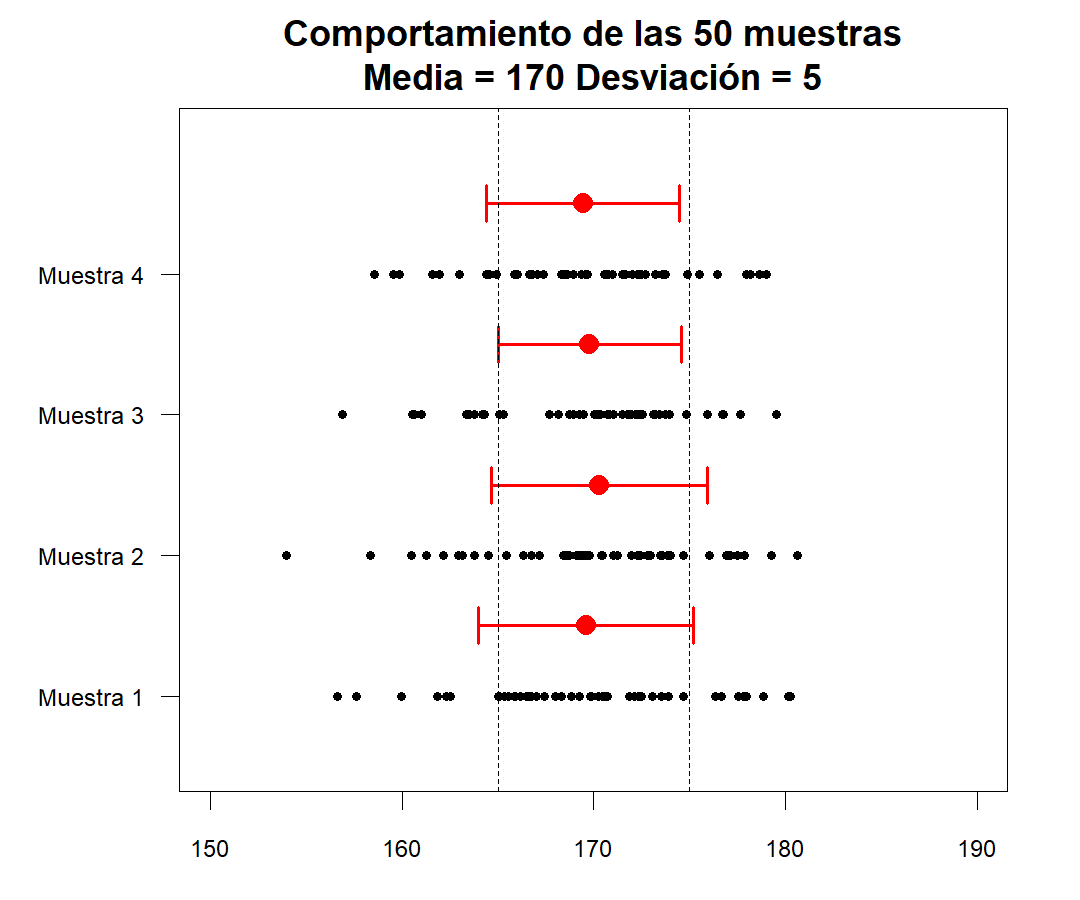 Comportamiento de las 50 muestras
Media = 170 Desviación = 5
Muestra 4
Muestra 3
Muestra 2
Muestra 1
150 160 170 180 190